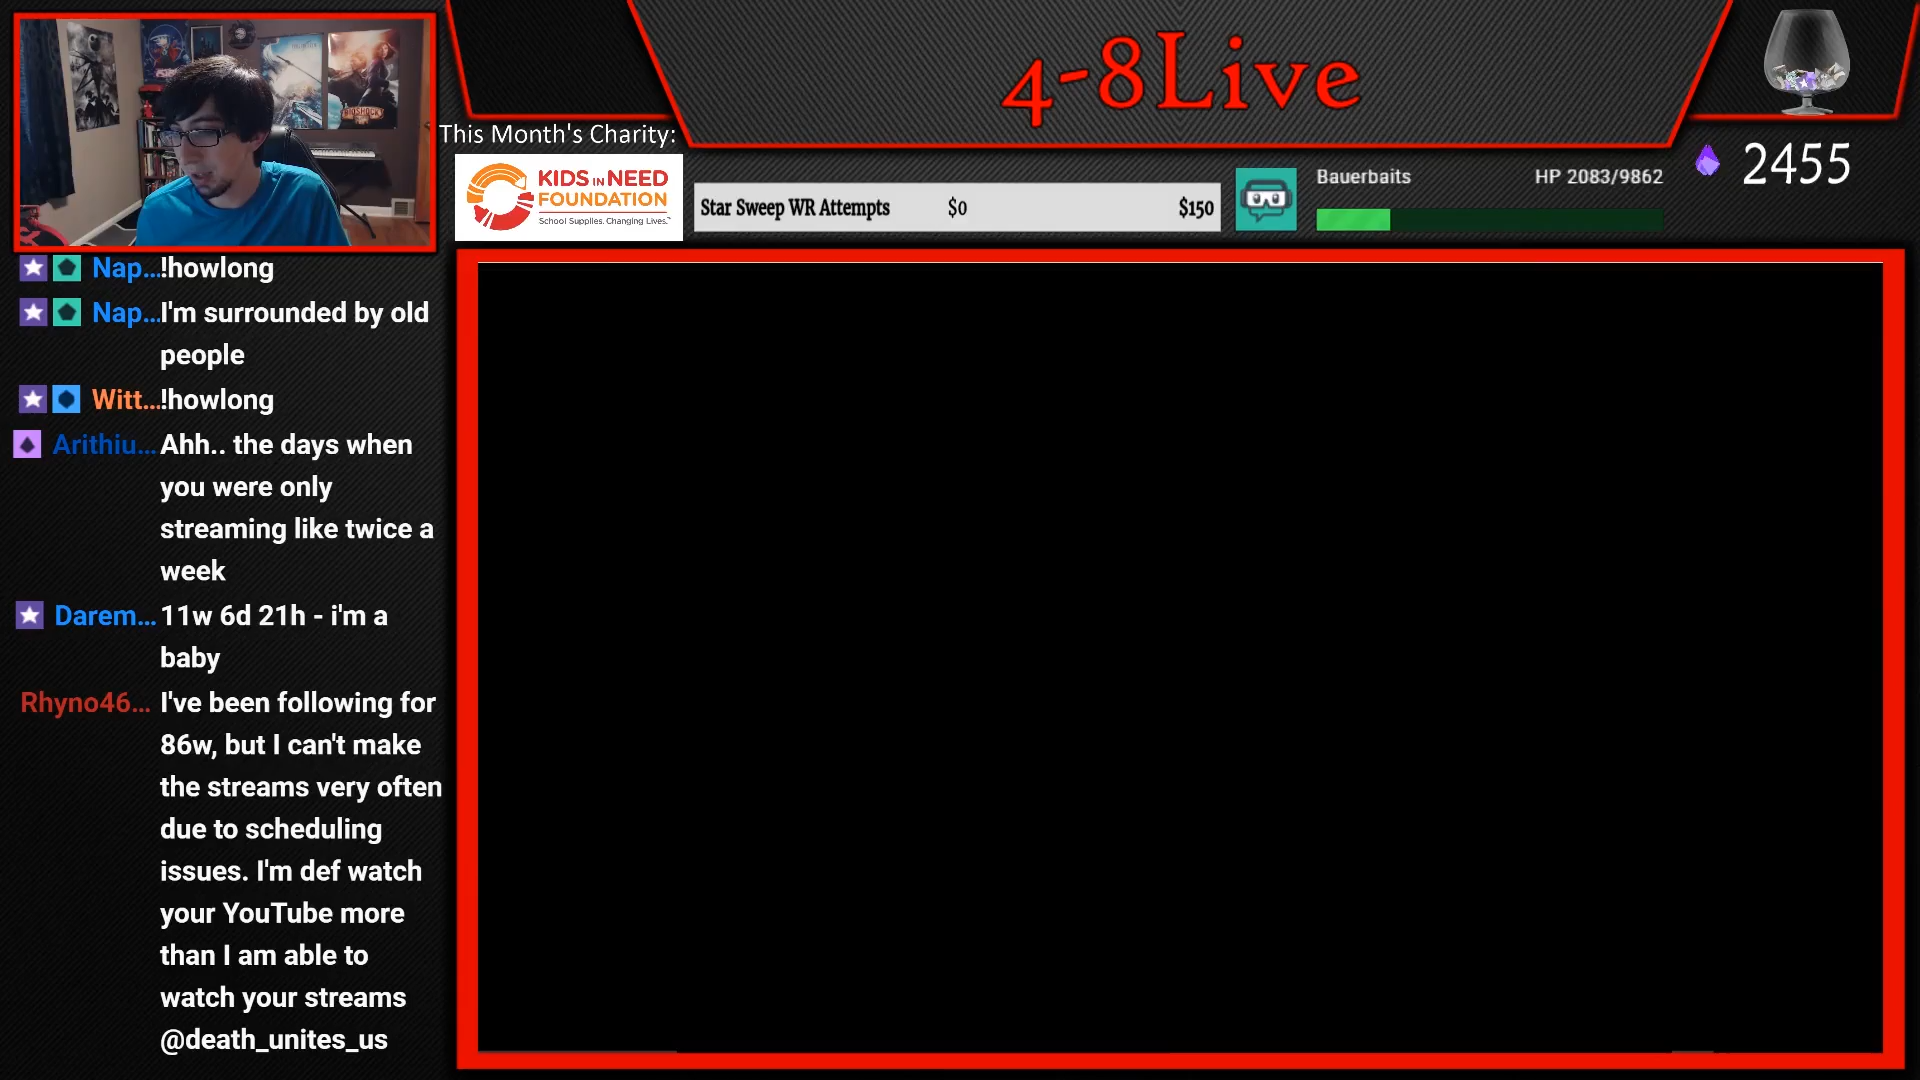 4-8Live
This Month's Charity:
KIDS IN NEED
FOUNDATION
School Supplies. Changing Lives.™
Star Sweep WR Attempts $0 $150
Bauerbaits HP 2083/9862
2455
BIOSHOCK
Nap... !howlong
Nap... I'm surrounded by old
people
Witt... !howlong
Arithiu... Ahh.. the days when
you were only
streaming like twice a
week
Darem... 11w 6d 21h - i'm a
baby
Rhyno46... I've been following for
86w, but I can't make
the streams very often
due to scheduling
issues. I'm def watch
your YouTube more
than I am able to
watch your streams
@death_unites_us